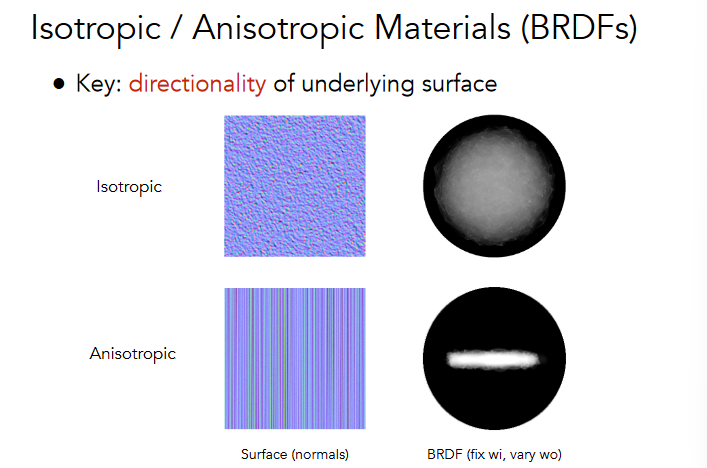 Isotropic / Anisotropic Materials (BRDFs)
● Key: directionality of underlying surface
Isotropic
Anisotropic
Surface (normals)
BRDF (fix wi, vary wo)